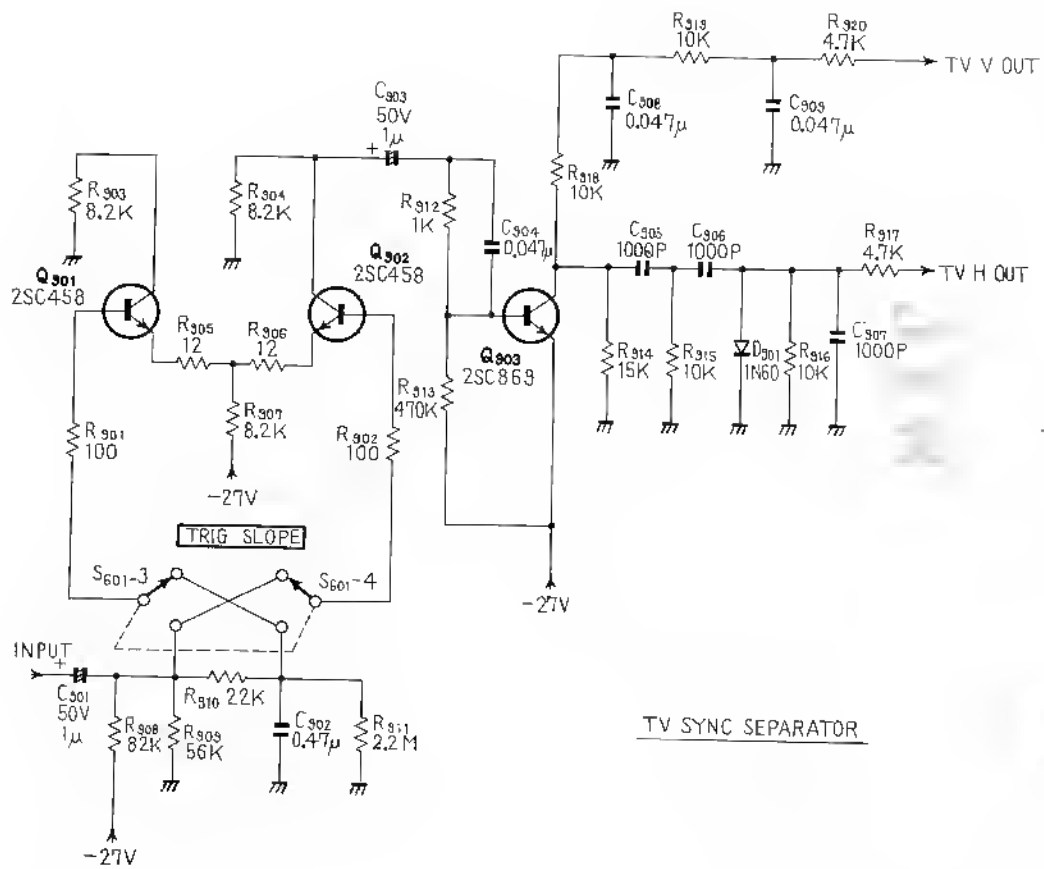 R919
10K
R920
4.7K
TV V OUT
C908
0.047μ
C909
0.047μ
C903
50V
1μ
+
R903
8.2K
R904
8.2K
R912
1K
R918
10K
C904
0.047μ
C905
1000P
C906
1000P
R917
4.7K
TV H OUT
Q901
2SC458
Q902
2SC458
R905
12
R906
12
Q903
2SC869
R914
15K
R915
10K
D901
1N60
R916
10K
C907
1000P
R913
470K
R907
8.2K
R901
100
R902
100
-27V
TRIG SLOPE
S601-3
S601-4
-27V
INPUT
+
C901
50V
1μ
R910 22K
R908
82K
R909
56K
C902
0.47μ
R911
2.2M
TV SYNC SEPARATOR
-27V